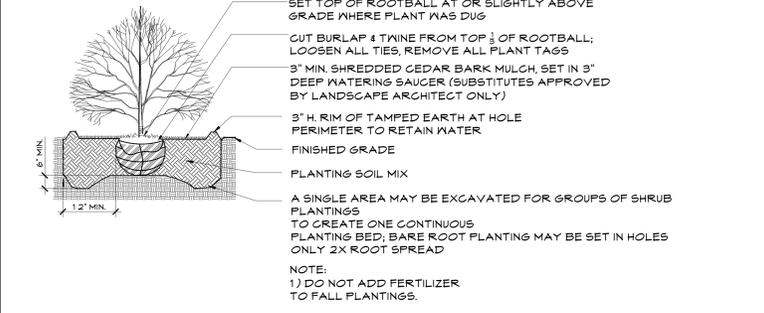 SET TOP OF ROOTBALL AT OR SLIGHTLY ABOVE
GRADE WHERE PLANT WAS DUG
CUT BURLAP & TWINE FROM TOP 1/3 OF ROOTBALL;
LOOSEN ALL TIES, REMOVE ALL PLANT TAGS
3" MIN. SHREDDED CEDAR BARK MULCH, SET IN 3"
DEEP WATERING SAUCER (SUBSTITUTES APPROVED
BY LANDSCAPE ARCHITECT ONLY)
3" H. RIM OF TAMPED EARTH AT HOLE
PERIMETER TO RETAIN WATER
FINISHED GRADE
PLANTING SOIL MIX
A SINGLE AREA MAY BE EXCAVATED FOR GROUPS OF SHRUB
PLANTINGS
TO CREATE ONE CONTINUOUS
PLANTING BED; BARE ROOT PLANTING MAY BE SET IN HOLES
ONLY 2X ROOT SPREAD
NOTE:
1) DO NOT ADD FERTILIZER
TO FALL PLANTINGS.
6" MIN.
12" MIN.